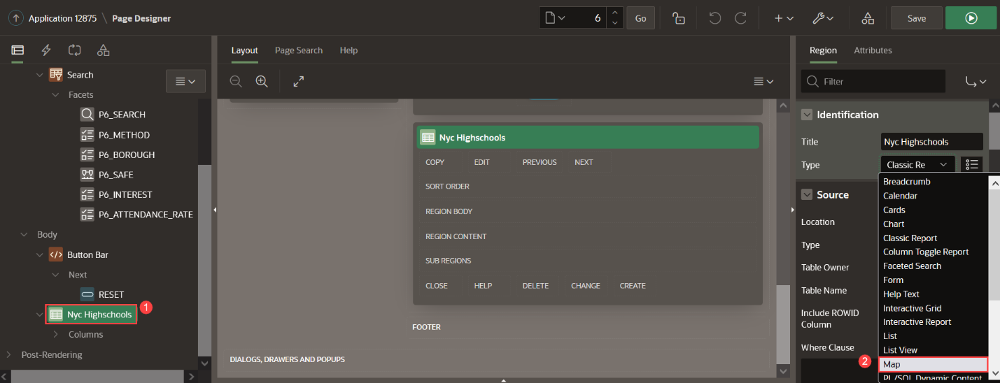 Application 12875 \ Page Designer
6
Go
Save
Layout
Page Search
Help
Region
Attributes
Search
Facets
P6_SEARCH
P6_METHOD
P6_BOROUGH
P6_SAFE
P6_INTEREST
P6_ATTENDANCE_RATE
Body
Button Bar
Next
RESET
Nyc Highschools
1
Columns
Post-Rendering
Nyc Highschools
COPY EDIT PREVIOUS NEXT
SORT ORDER
REGION BODY
REGION CONTENT
SUB REGIONS
CLOSE HELP DELETE CHANGE CREATE
FOOTER
DIALOGS, DRAWERS AND POPUPS
Filter
Identification
Title Nyc Highschools
Type Classic Re
Source
Location
Type
Table Owner
Table Name
Include ROWID
Column
Where Clause
Breadcrumb
Calendar
Cards
Chart
Classic Report
Column Toggle Report
Faceted Search
Form
Help Text
Interactive Grid
Interactive Report
List
List View
2
Map
PL/SQL Dynamic Content